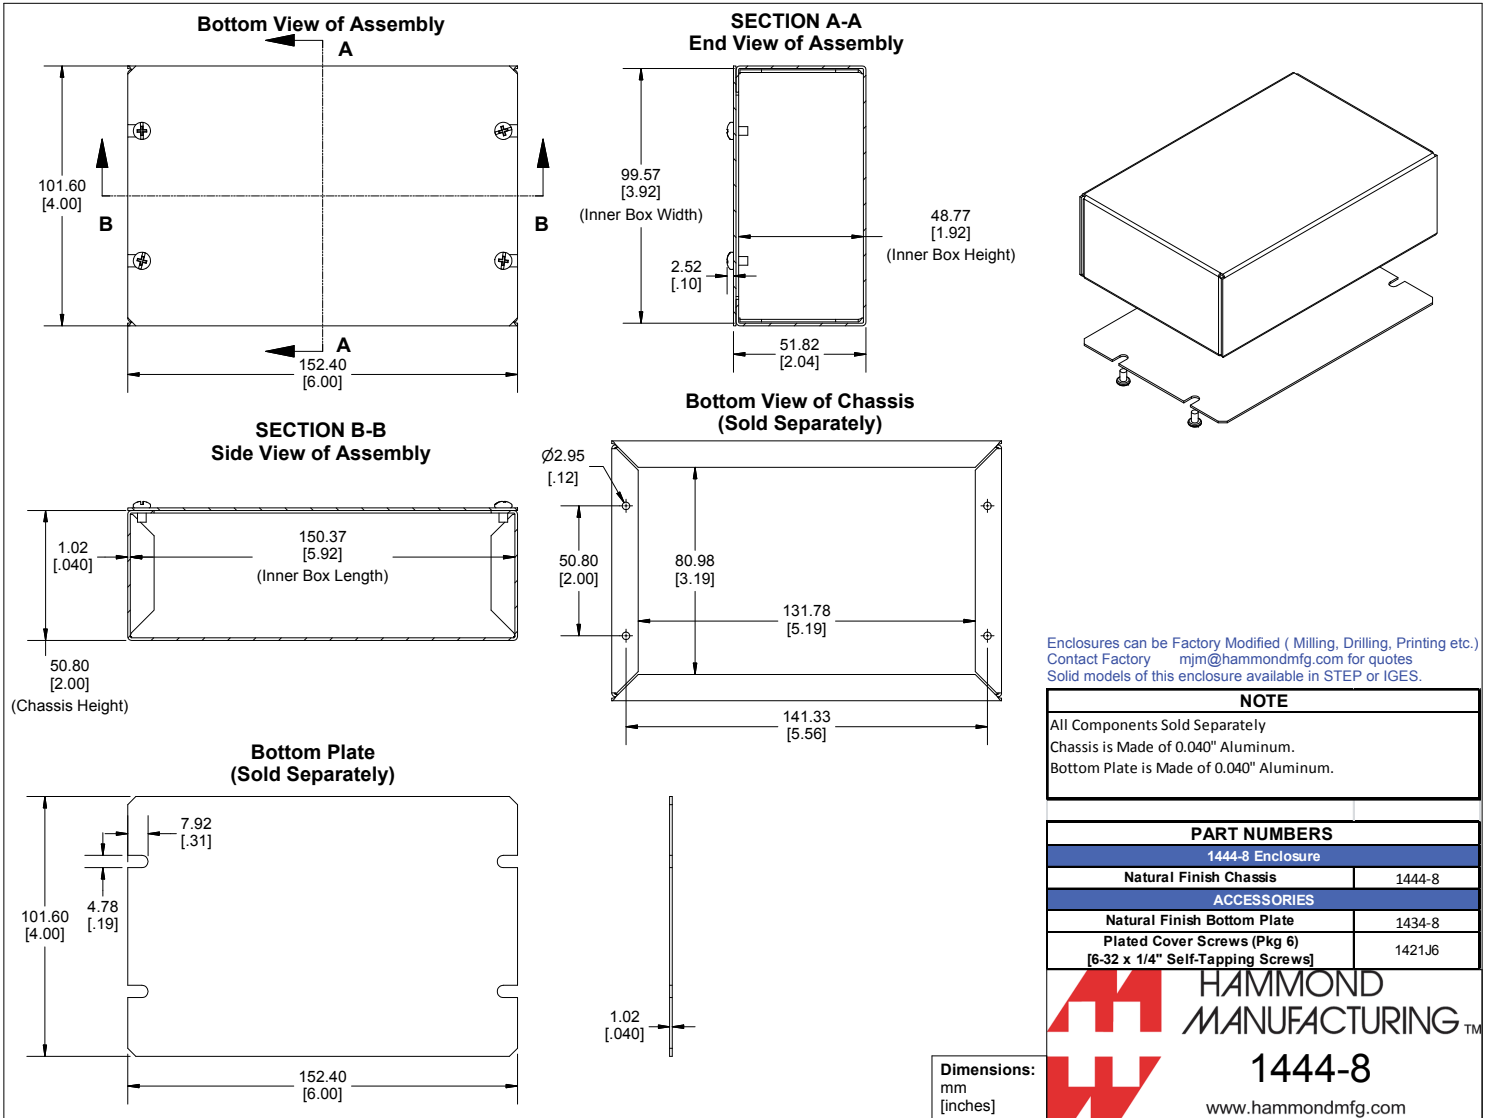 Bottom View of Assembly
A
101.60
[4.00]
B
B
A
152.40
[6.00]
SECTION A-A
End View of Assembly
99.57
[3.92]
(Inner Box Width)
48.77
[1.92]
(Inner Box Height)
2.52
[.10]
51.82
[2.04]
SECTION B-B
Side View of Assembly
1.02
[.040]
150.37
[5.92]
(Inner Box Length)
50.80
[2.00]
(Chassis Height)
Bottom View of Chassis
(Sold Separately)
Ø2.95
[.12]
50.80
[2.00]
80.98
[3.19]
131.78
[5.19]
141.33
[5.56]
Bottom Plate
(Sold Separately)
7.92
[.31]
4.78
[.19]
101.60
[4.00]
152.40
[6.00]
1.02
[.040]
Enclosures can be Factory Modified ( Milling, Drilling, Printing etc.)
Contact Factory mjm@hammondmfg.com for quotes
Solid models of this enclosure available in STEP or IGES.
NOTE
All Components Sold Separately
Chassis is Made of 0.040" Aluminum.
Bottom Plate is Made of 0.040" Aluminum.
PART NUMBERS
1444-8 Enclosure
Natural Finish Chassis 1444-8
ACCESSORIES
Natural Finish Bottom Plate 1434-8
Plated Cover Screws (Pkg 6)
[6-32 x 1/4" Self-Tapping Screws] 1421J6
HAMMOND
MANUFACTURING TM
1444-8
www.hammondmfg.com
Dimensions:
mm
[inches]